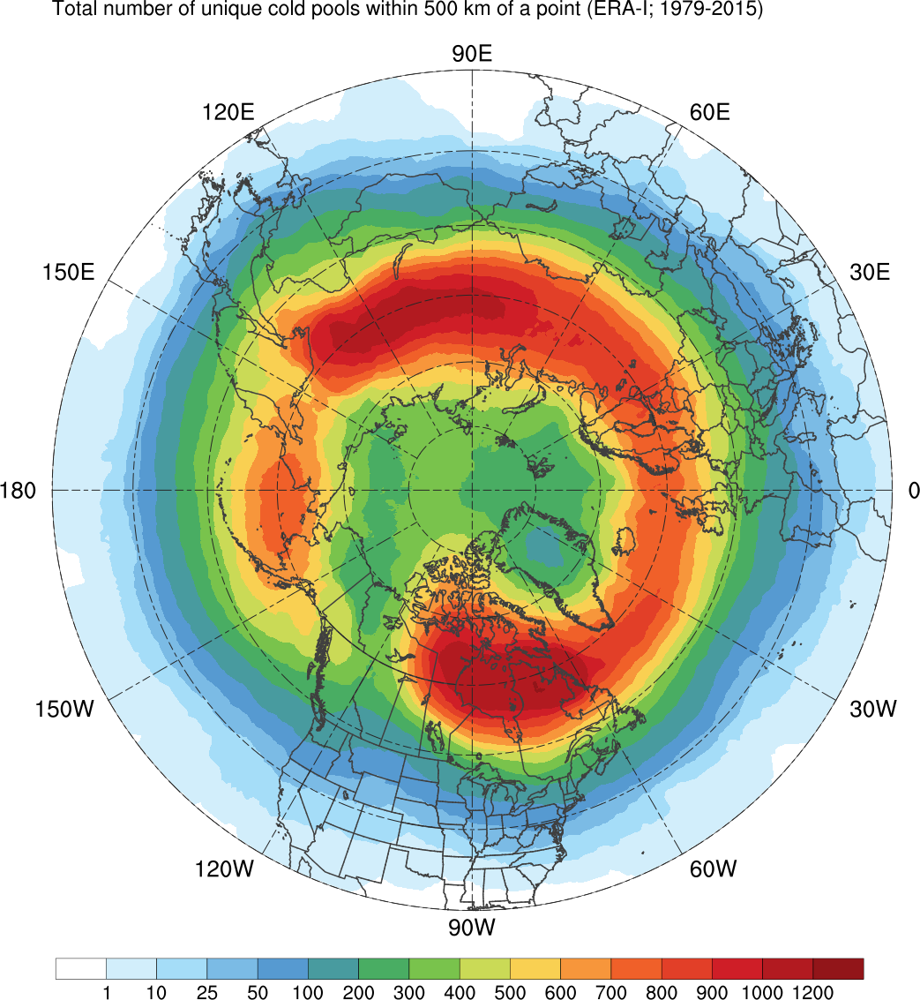 Total number of unique cold pools within 500 km of a point (ERA-I; 1979-2015)
90E
120E 60E
150E 30E
180 0
150W 30W
120W 60W
90W
1 10 25 50 100 200 300 400 500 600 700 800 900 1000 1200